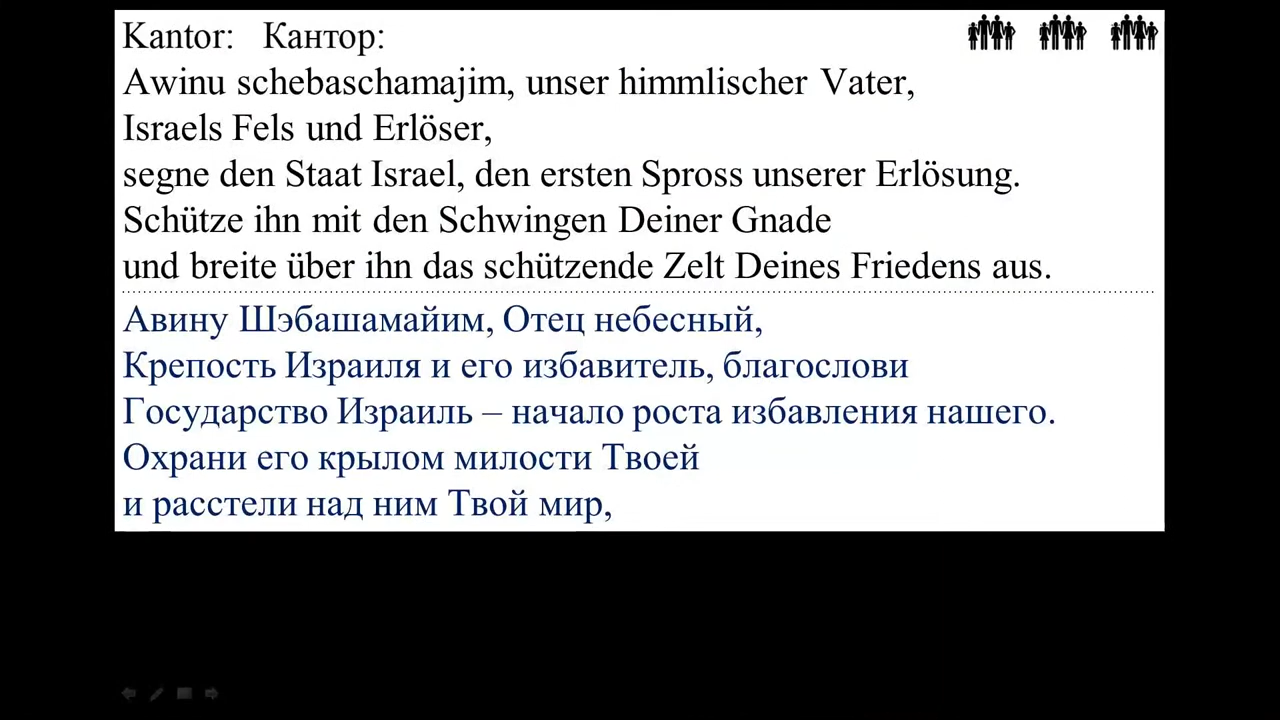 Kantor: Кантор:
Awinu schebaschamajim, unser himmlischer Vater,
Israels Fels und Erlöser,
segne den Staat Israel, den ersten Spross unserer Erlösung.
Schütze ihn mit den Schwingen Deiner Gnade
und breite über ihn das schützende Zelt Deines Friedens aus.
Авину Шэбашамайим, Отец небесный,
Крепость Израиля и его избавитель, благослови
Государство Израиль – начало роста избавления нашего.
Охрани его крылом милости Твоей
и расстели над ним Твой мир,